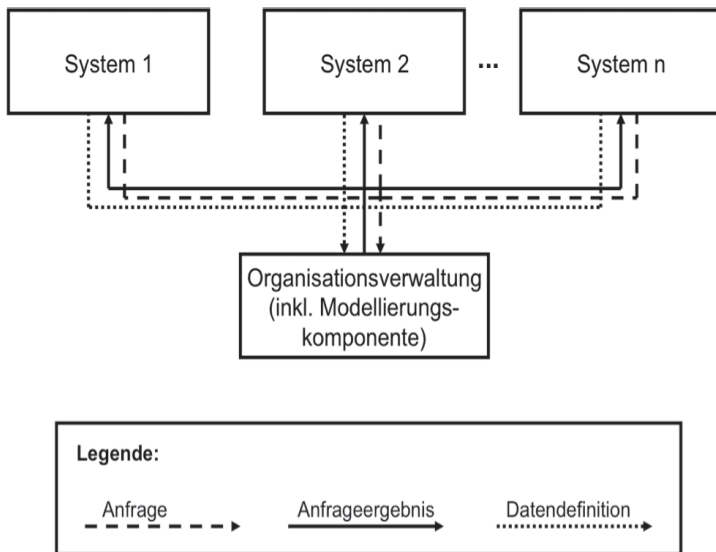 System 1
System 2
...
System n
Organisationsverwaltung
(inkl. Modellierungs-
komponente)
Legende:
Anfrage
Anfrageergebnis
Datendefinition